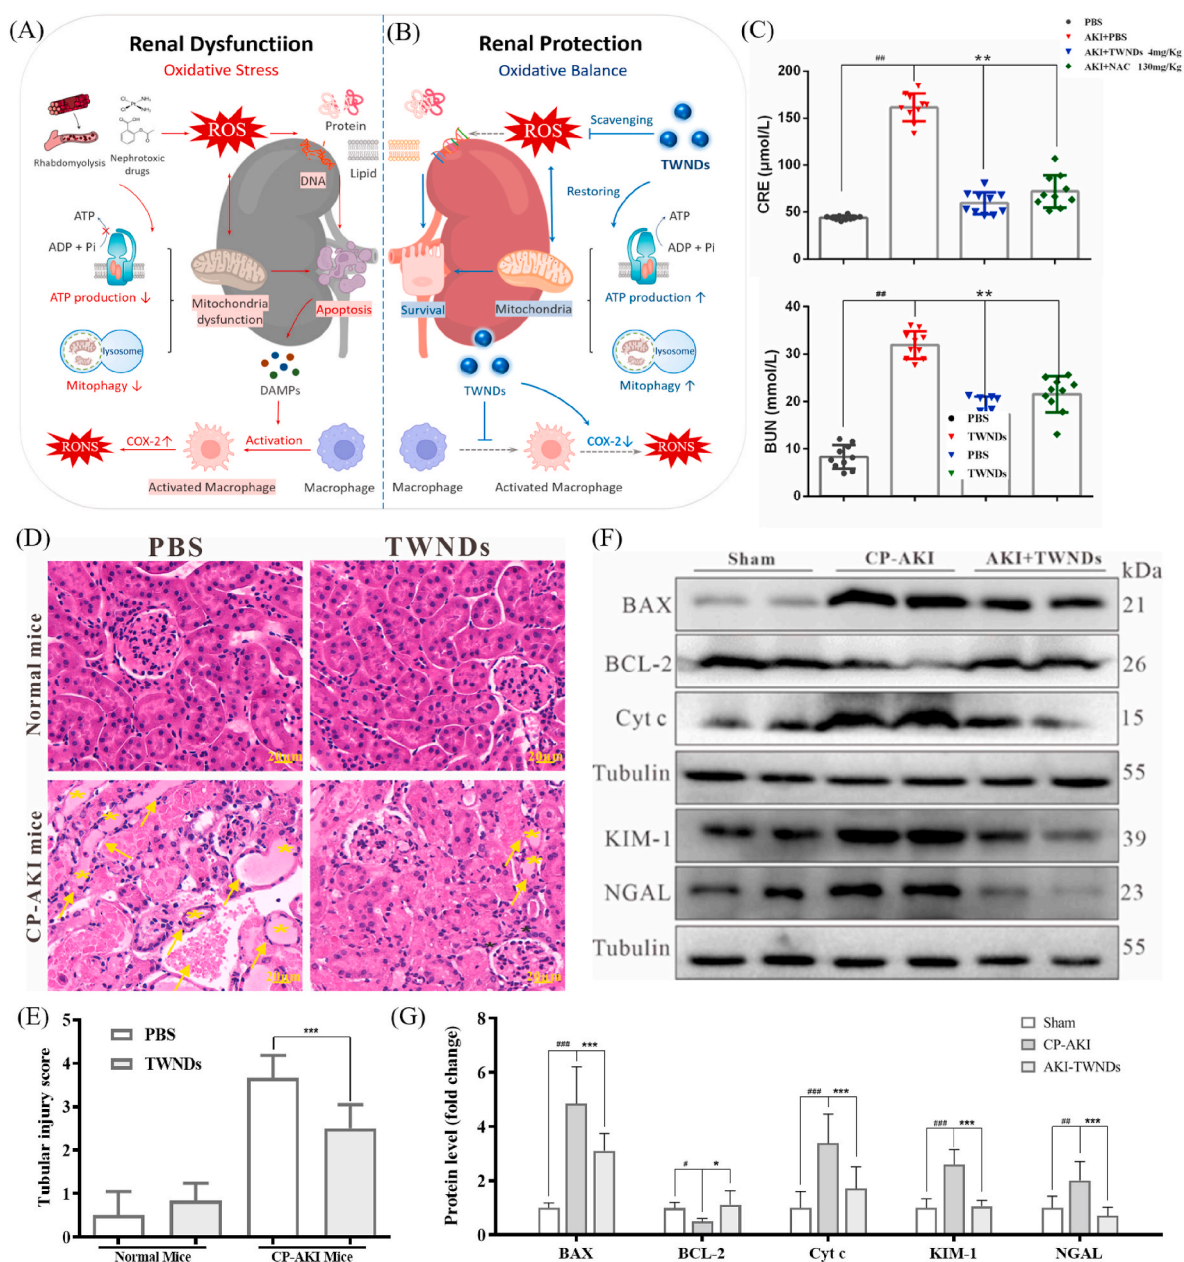 (A)
Renal Dysfunctiion
Oxidative Stress
Rhabdomyolysis
Nephrotoxic
drugs
ROS
Protein
Lipid
DNA
ATP
ADP + Pi
ATP production ↓
lysosome
Mitophagy ↓
Mitochondria
dysfunction
Apoptosis
DAMPs
RONS
COX-2↑
Activation
Activated Macrophage
Macrophage
(B)
Renal Protection
Oxidative Balance
ROS
Scavenging
TWNDs
Restoring
ATP
ADP + Pi
ATP production ↑
Survival
Mitochondria
lysosome
Mitophagy ↑
TWNDs
COX-2↓
RONS
Macrophage
Activated Macrophage
(C)
PBS
AKI+PBS
AKI+TWNDs 4mg/Kg
AKI+NAC 130mg/Kg
CRE (μmol/L)
200
150
100
50
0
##
**
BUN (mmol/L)
40
30
20
10
0
##
**
PBS
TWNDs
PBS
TWNDs
(D)
PBS
TWNDs
Normal mice
20μm
20μm
CP-AKI mice
20μm
20μm
(E)
Tubular injury score
5
4
3
2
1
0
PBS
TWNDs
***
Normal Mice
CP-AKI Mice
(F)
Sham
CP-AKI
AKI+TWNDs
kDa
BAX
21
BCL-2
26
Cyt c
15
Tubulin
55
KIM-1
39
NGAL
23
Tubulin
55
(G)
Protein level (fold change)
8
6
4
2
0
Sham
CP-AKI
AKI-TWNDs
### ***
# *
### ***
### ***
## ***
BAX
BCL-2
Cyt c
KIM-1
NGAL